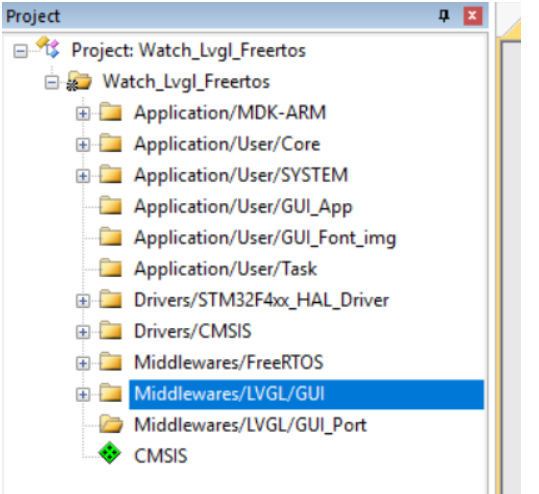 Project
Project: Watch_Lvgl_Freertos
Watch_Lvgl_Freertos
Application/MDK-ARM
Application/User/Core
Application/User/SYSTEM
Application/User/GUI_App
Application/User/GUI_Font_img
Application/User/Task
Drivers/STM32F4xx_HAL_Driver
Drivers/CMSIS
Middlewares/FreeRTOS
Middlewares/LVGL/GUI
Middlewares/LVGL/GUI_Port
CMSIS